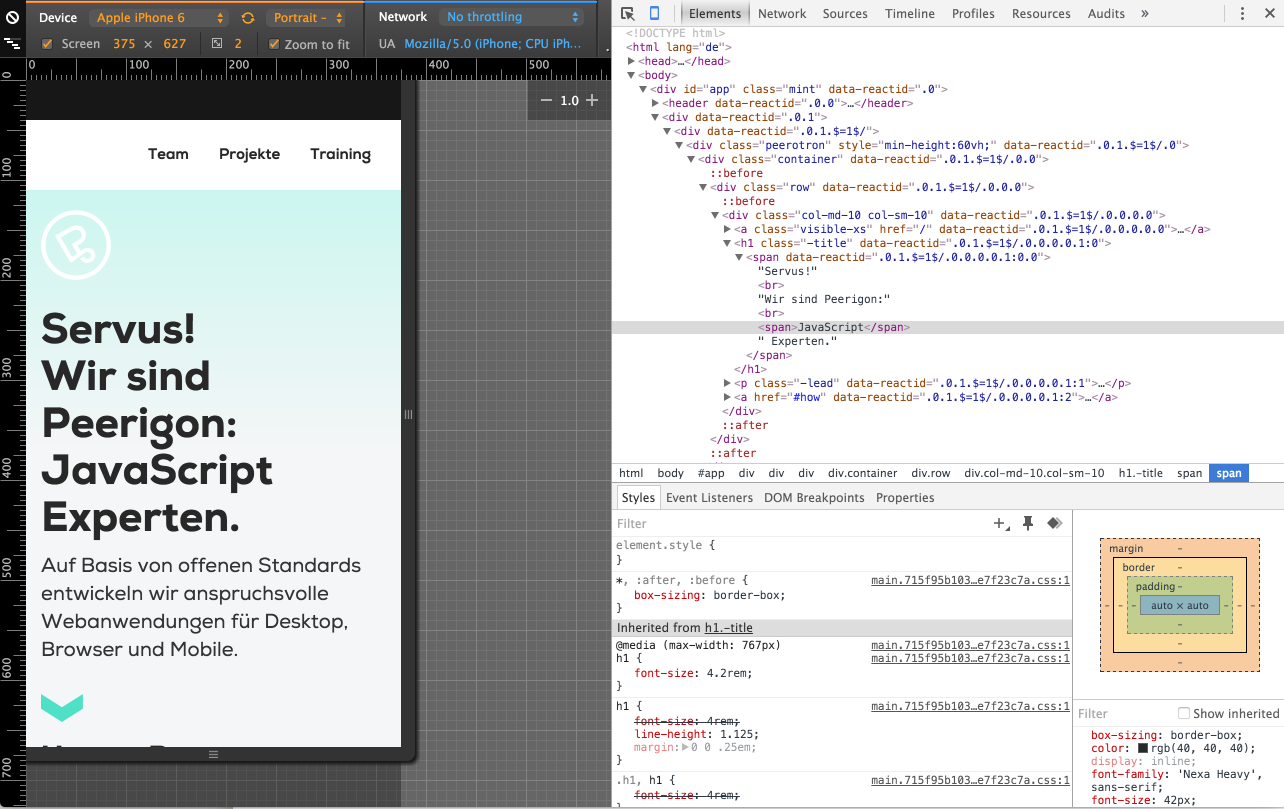 Device Apple iPhone 6 Portrait - Network No throttling
Screen 375 × 627 2 Zoom to fit UA Mozilla/5.0 (iPhone; CPU iPh...
0 100 200 300 400 500
0
100
200
300
400
500
600
700
1.0
Team Projekte Training
Servus!
Wir sind
Peerigon:
JavaScript
Experten.
Auf Basis von offenen Standards
entwickeln wir anspruchsvolle
Webanwendungen für Desktop,
Browser und Mobile.
Elements Network Sources Timeline Profiles Resources Audits »
<!DOCTYPE html>
<html lang="de">
<head>…</head>
<body>
<div id="app" class="mint" data-reactid=".0">
<header data-reactid=".0.0">…</header>
<div data-reactid=".0.1">
<div data-reactid=".0.1.$=1$/">
<div class="peerotron" style="min-height:60vh;" data-reactid=".0.1.$=1$/.0">
<div class="container" data-reactid=".0.1.$=1$/.0.0">
::before
<div class="row" data-reactid=".0.1.$=1$/.0.0.0">
::before
<div class="col-md-10 col-sm-10" data-reactid=".0.1.$=1$/.0.0.0.0">
<a class="visible-xs" href="/" data-reactid=".0.1.$=1$/.0.0.0.0.0">…</a>
<h1 class="-title" data-reactid=".0.1.$=1$/.0.0.0.0.1:0">
<span data-reactid=".0.1.$=1$/.0.0.0.0.1:0.0">
"Servus!"
<br>
"Wir sind Peerigon:"
<br>
<span>JavaScript</span>
" Experten."
</span>
</h1>
<p class="-lead" data-reactid=".0.1.$=1$/.0.0.0.0.1:1">…</p>
<a href="#how" data-reactid=".0.1.$=1$/.0.0.0.0.1:2">…</a>
</div>
::after
</div>
::after
html body #app div div div div.container div.row div.col-md-10.col-sm-10 h1.-title span span
Styles Event Listeners DOM Breakpoints Properties
Filter
element.style {
}
*, :after, :before { main.715f95b103…e7f23c7a.css:1
box-sizing: border-box;
}
Inherited from h1.-title
@media (max-width: 767px) main.715f95b103…e7f23c7a.css:1
h1 { main.715f95b103…e7f23c7a.css:1
font-size: 4.2rem;
}
h1 { main.715f95b103…e7f23c7a.css:1
font-size: 4rem;
line-height: 1.125;
margin: 0 0 .25em;
}
.h1, h1 { main.715f95b103…e7f23c7a.css:1
font-size: 4rem;
margin -
border -
padding -
- - - auto × auto - - -
-
-
-
Filter Show inherited
box-sizing: border-box;
color: rgb(40, 40, 40);
display: inline;
font-family: 'Nexa Heavy',
sans-serif;
font-size: 42px;